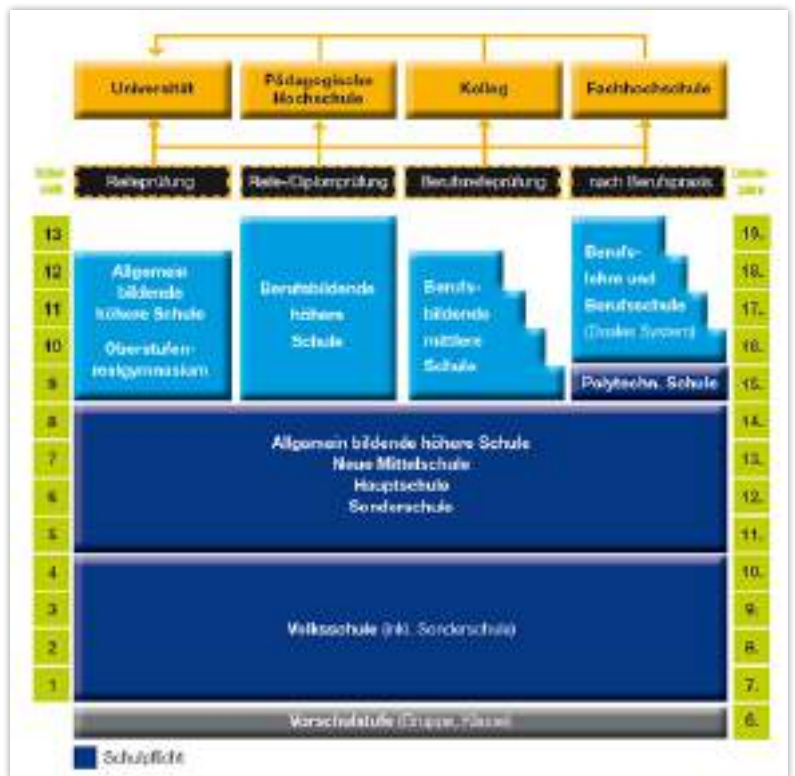 Universität
Pädagogische
Hochschule
Kolleg
Fachhochschule
Reifeprüfung
Reife-/Diplomprüfung
Berufsreifeprüfung
nach Berufspraxis
13
19.
12
18.
11
17.
10
16.
9
15.
Allgemein
bildende
höhere Schule
Oberstufen-
realgymnasium
Berufsbildende
höhere
Schule
Berufs-
bildende
mittlere
Schule
Berufs-
lehre und
Berufsschule
(Duales System)
Polytechn. Schule
8
14.
7
13.
6
12.
5
11.
Allgemein bildende höhere Schule
Neue Mittelschule
Hauptschule
Sonderschule
4
10.
3
9.
2
8.
1
7.
Volksschule (inkl. Sonderschule)
Vorschulstufe (Gruppe, Klasse)
6.
Schulpflicht